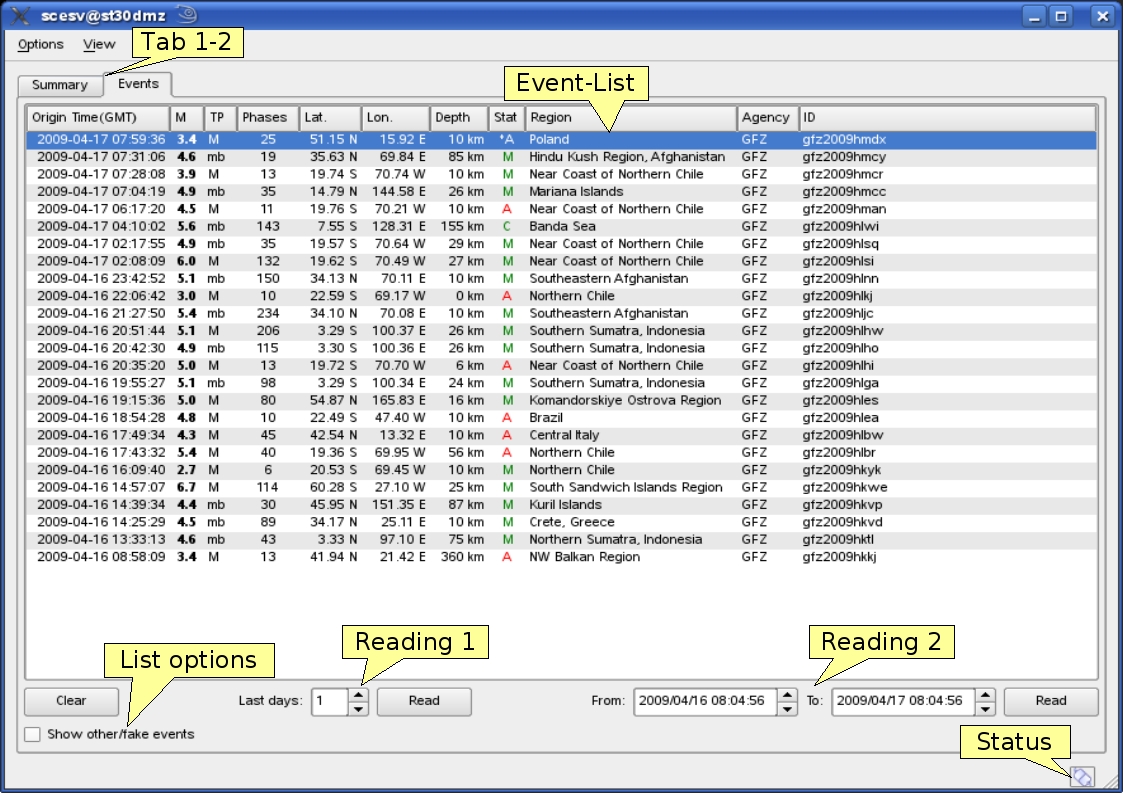 scesv@st30dmz
Options View
Tab 1-2
Summary Events
Event-List
Origin Time(GMT) M TP Phases Lat. Lon. Depth Stat Region Agency ID
2009-04-17 07:59:36 3.4 M 25 51.15 N 15.92 E 10 km *A Poland GFZ gfz2009hmdx
2009-04-17 07:31:06 4.6 mb 19 35.63 N 69.84 E 85 km M Hindu Kush Region, Afghanistan GFZ gfz2009hmcy
2009-04-17 07:28:08 3.9 M 13 19.74 S 70.74 W 10 km M Near Coast of Northern Chile GFZ gfz2009hmcr
2009-04-17 07:04:19 4.9 mb 35 14.79 N 144.58 E 26 km M Mariana Islands GFZ gfz2009hmcc
2009-04-17 06:17:20 4.5 M 11 19.76 S 70.21 W 10 km A Near Coast of Northern Chile GFZ gfz2009hman
2009-04-17 04:10:02 5.6 mb 143 7.55 S 128.31 E 155 km C Banda Sea GFZ gfz2009hlwi
2009-04-17 02:17:55 4.9 mb 35 19.57 S 70.64 W 29 km M Near Coast of Northern Chile GFZ gfz2009hlsq
2009-04-17 02:08:09 6.0 M 132 19.62 S 70.49 W 27 km M Near Coast of Northern Chile GFZ gfz2009hlsi
2009-04-16 23:42:52 5.1 mb 150 34.13 N 70.11 E 10 km M Southeastern Afghanistan GFZ gfz2009hlnn
2009-04-16 22:06:42 3.0 M 10 22.59 S 69.17 W 0 km A Northern Chile GFZ gfz2009hlkj
2009-04-16 21:27:50 5.4 mb 234 34.10 N 70.08 E 10 km M Southeastern Afghanistan GFZ gfz2009hljc
2009-04-16 20:51:44 5.1 M 206 3.29 S 100.37 E 26 km M Southern Sumatra, Indonesia GFZ gfz2009hlhw
2009-04-16 20:42:30 4.9 mb 115 3.30 S 100.36 E 26 km M Southern Sumatra, Indonesia GFZ gfz2009hlho
2009-04-16 20:35:20 5.0 M 13 19.72 S 70.70 W 6 km A Near Coast of Northern Chile GFZ gfz2009hlhi
2009-04-16 19:55:27 5.1 mb 98 3.29 S 100.34 E 24 km M Southern Sumatra, Indonesia GFZ gfz2009hlga
2009-04-16 19:15:36 5.0 M 80 54.87 N 165.83 E 16 km M Komandorskiye Ostrova Region GFZ gfz2009hles
2009-04-16 18:54:28 4.8 M 10 22.49 S 47.40 W 10 km A Brazil GFZ gfz2009hlea
2009-04-16 17:49:34 4.3 M 45 42.54 N 13.32 E 10 km A Central Italy GFZ gfz2009hlbw
2009-04-16 17:43:32 5.4 M 40 19.36 S 69.95 W 56 km A Northern Chile GFZ gfz2009hlbr
2009-04-16 16:09:40 2.7 M 6 20.53 S 69.45 W 10 km M Northern Chile GFZ gfz2009hkyk
2009-04-16 14:57:07 6.7 M 114 60.28 S 27.10 W 25 km M South Sandwich Islands Region GFZ gfz2009hkwe
2009-04-16 14:39:34 4.4 mb 30 45.95 N 151.35 E 87 km M Kuril Islands GFZ gfz2009hkvp
2009-04-16 14:25:29 4.5 mb 89 34.17 N 25.11 E 10 km M Crete, Greece GFZ gfz2009hkvd
2009-04-16 13:33:13 4.6 mb 43 3.33 N 97.10 E 75 km M Northern Sumatra, Indonesia GFZ gfz2009hktl
2009-04-16 08:58:09 3.4 M 13 41.94 N 21.42 E 360 km A NW Balkan Region GFZ gfz2009hkkj
List options
Reading 1
Reading 2
Clear Last days: 1 Read From: 2009/04/16 08:04:56 To: 2009/04/17 08:04:56 Read
Show other/fake events
Status